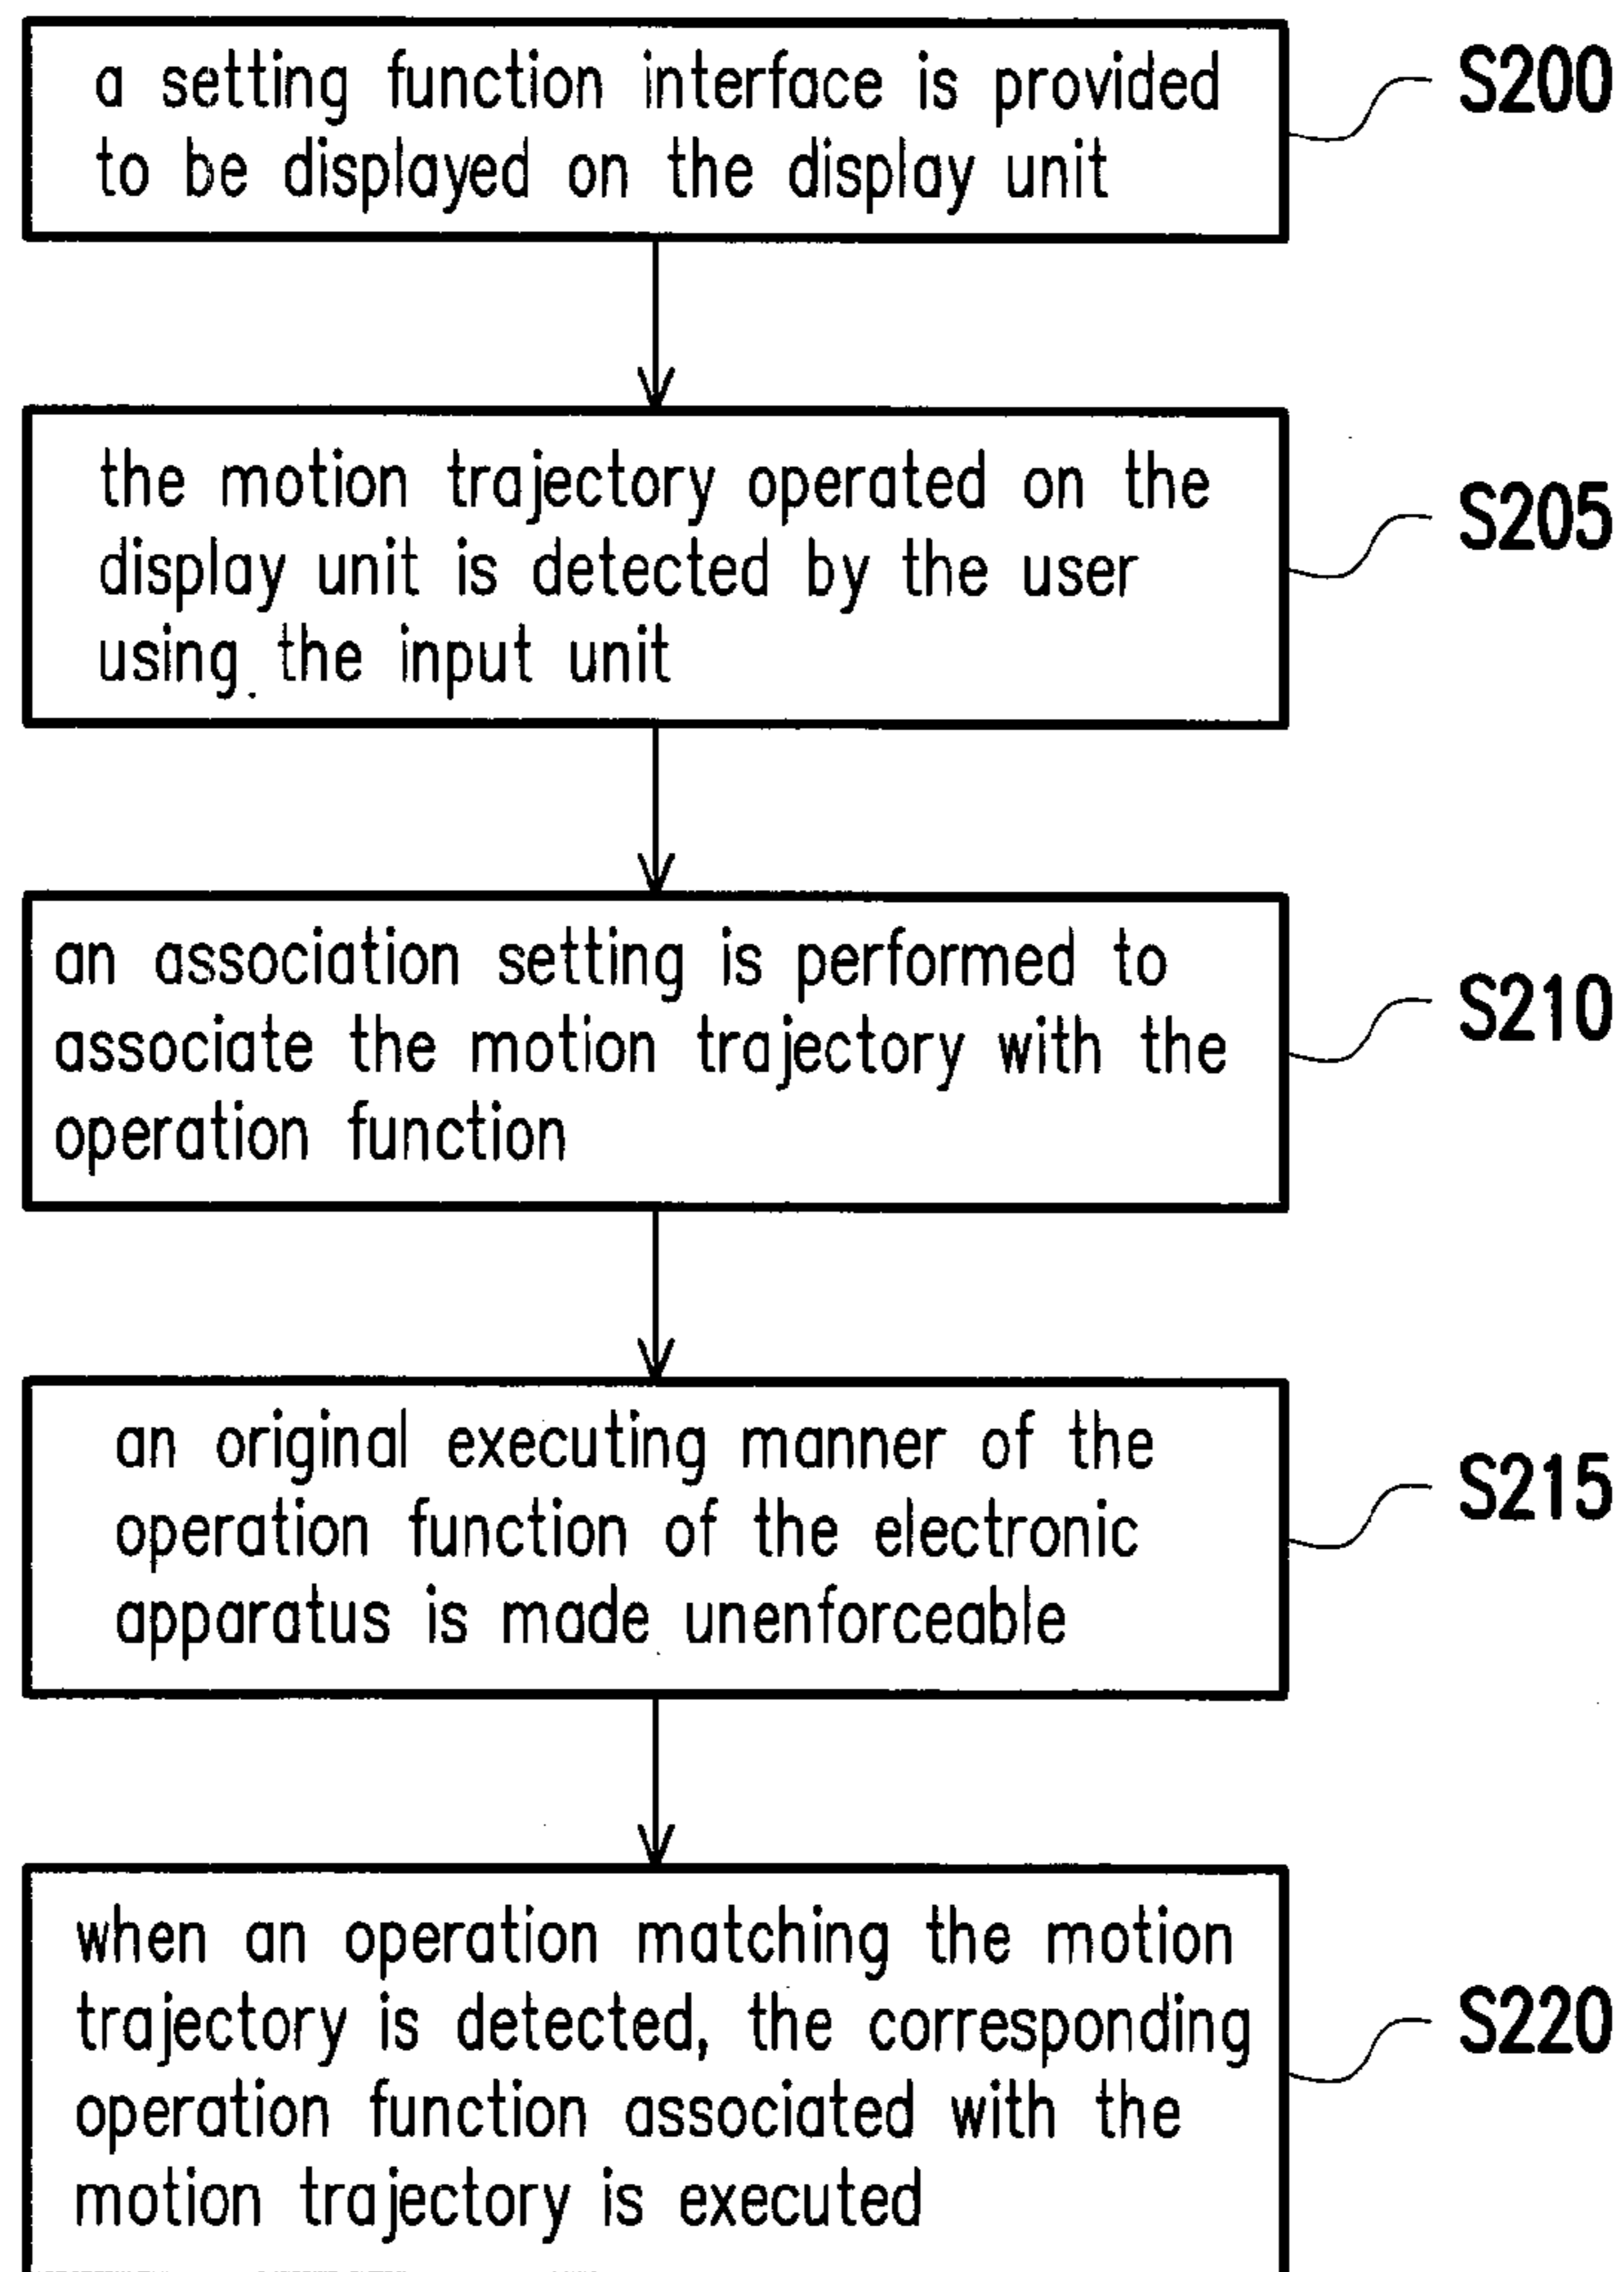 a setting function interface is provided
to be displayed on the display unit
S200
the motion trajectory operated on the
display unit is detected by the user
using the input unit
S205
an association setting is performed to
associate the motion trajectory with the
operation function
S210
an original executing manner of the
operation function of the electronic
apparatus is made unenforceable
S215
when an operation matching the motion
trajectory is detected, the corresponding
operation function associated with the
motion trajectory is executed
S220